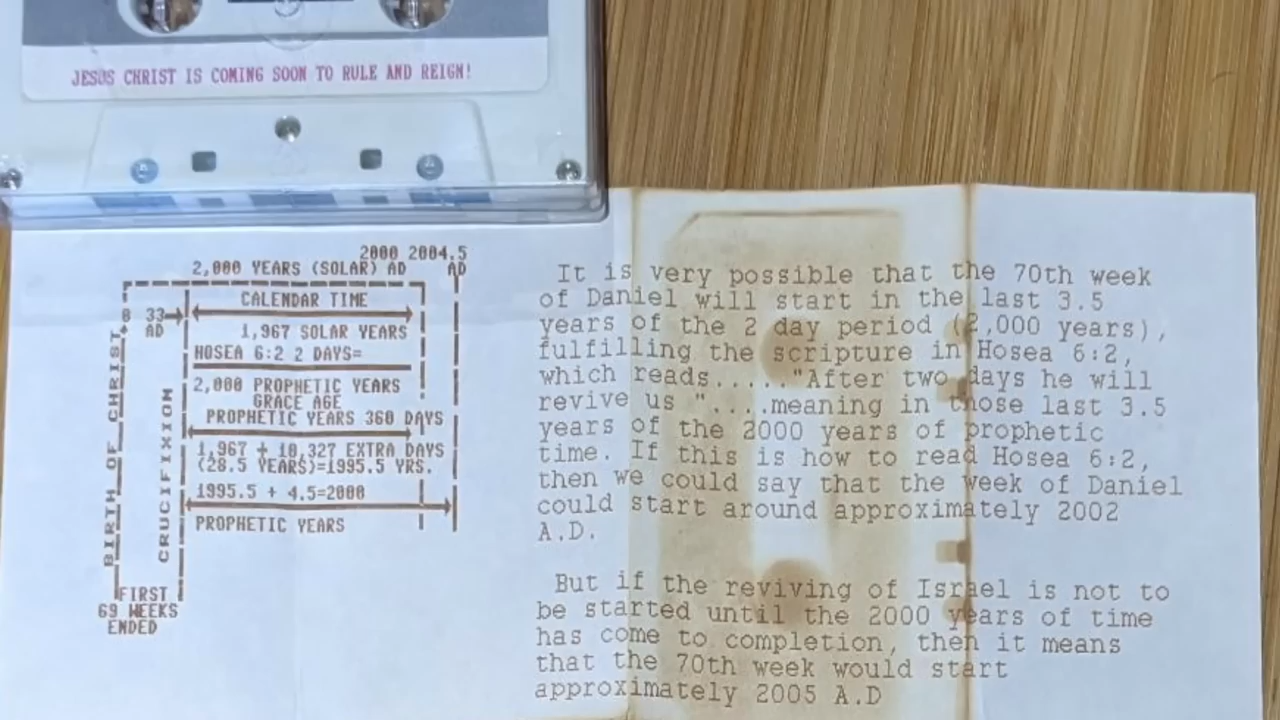 JESUS CHRIST IS COMING SOON TO RULE AND REIGN!
2000 2004.5
2,000 YEARS (SOLAR) AD AD
CALENDAR TIME
0 33
AD
1,967 SOLAR YEARS
HOSEA 6:2 2 DAYS=
2,000 PROPHETIC YEARS
GRACE AGE
PROPHETIC YEARS 360 DAYS
1,967 + 10,327 EXTRA DAYS
(28.5 YEARS)=1995.5 YRS.
1995.5 + 4.5=2000
PROPHETIC YEARS
BIRTH OF CHRIST
CRUCIFIXION
FIRST
69 WEEKS
ENDED
It is very possible that the 70th week
of Daniel will start in the last 3.5
years of the 2 day period (2,000 years),
fulfilling the scripture in Hosea 6:2,
which reads....."After two days he will
revive us "....meaning in those last 3.5
years of the 2000 years of prophetic
time. If this is how to read Hosea 6:2,
then we could say that the week of Daniel
could start around approximately 2002
A.D.
But if the reviving of Israel is not to
be started until the 2000 years of time
has come to completion, then it means
that the 70th week would start
approximately 2005 A.D